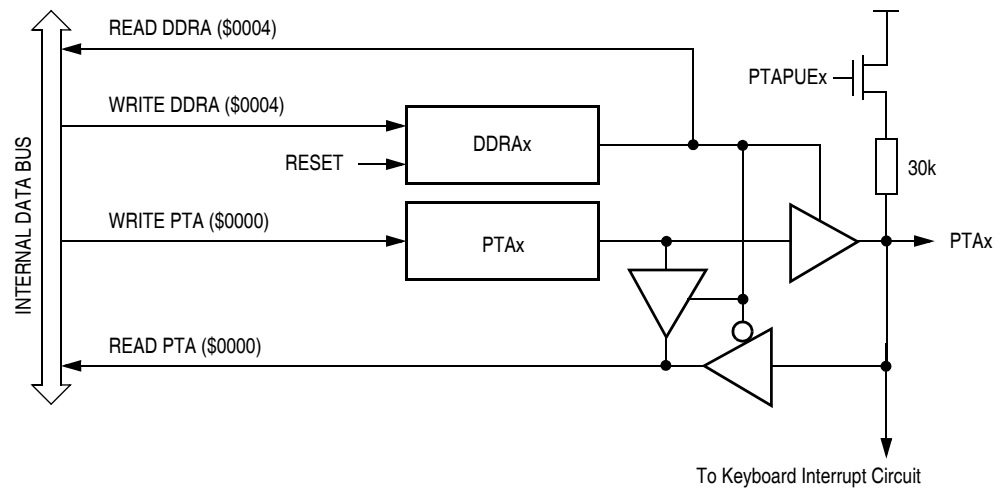 READ DDRA ($0004)
PTAPUEx
WRITE DDRA ($0004)
DDRAx
RESET
30k
INTERNAL DATA BUS
WRITE PTA ($0000)
PTAx
PTAx
READ PTA ($0000)
To Keyboard Interrupt Circuit